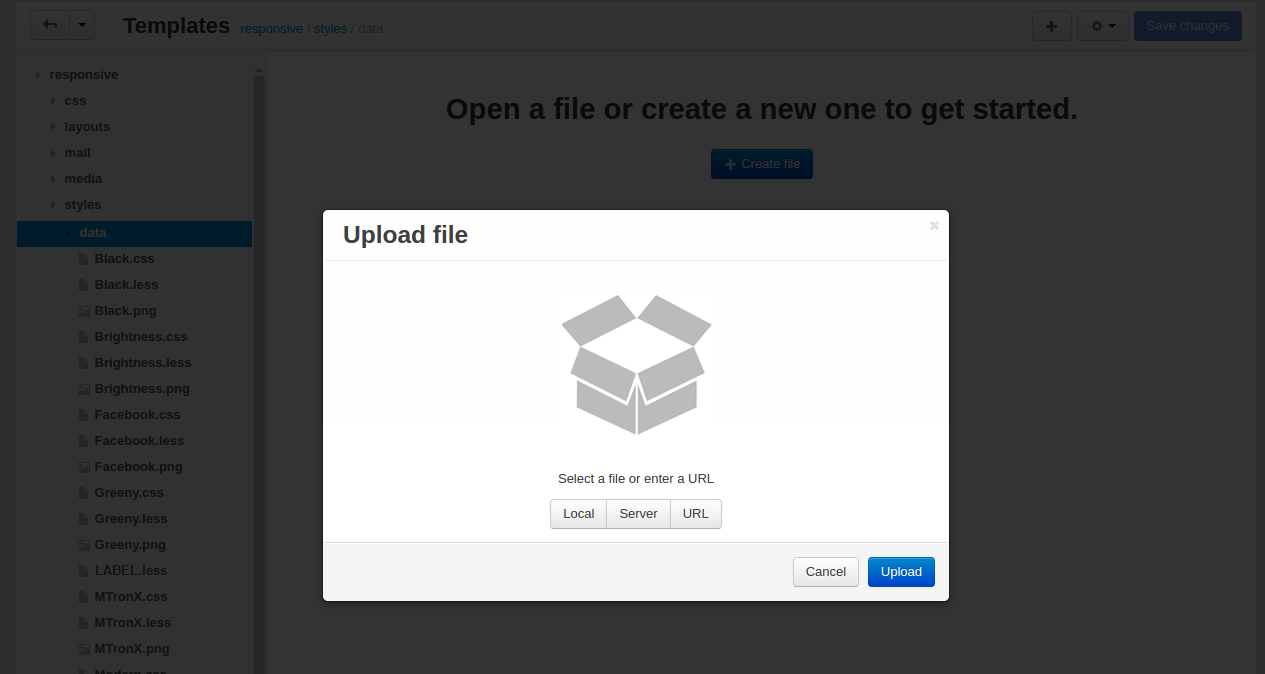 Templates responsive / styles / data Save changes
responsive
css
layouts
mail
media
styles
data
Black.css
Black.less
Black.png
Brightness.css
Brightness.less
Brightness.png
Facebook.css
Facebook.less
Facebook.png
Greeny.css
Greeny.less
Greeny.png
LABEL.less
MTronX.css
MTronX.less
MTronX.png
Modern.css
Open a file or create a new one to get started.
Create file
Upload file
Select a file or enter a URL
Local Server URL
Cancel Upload